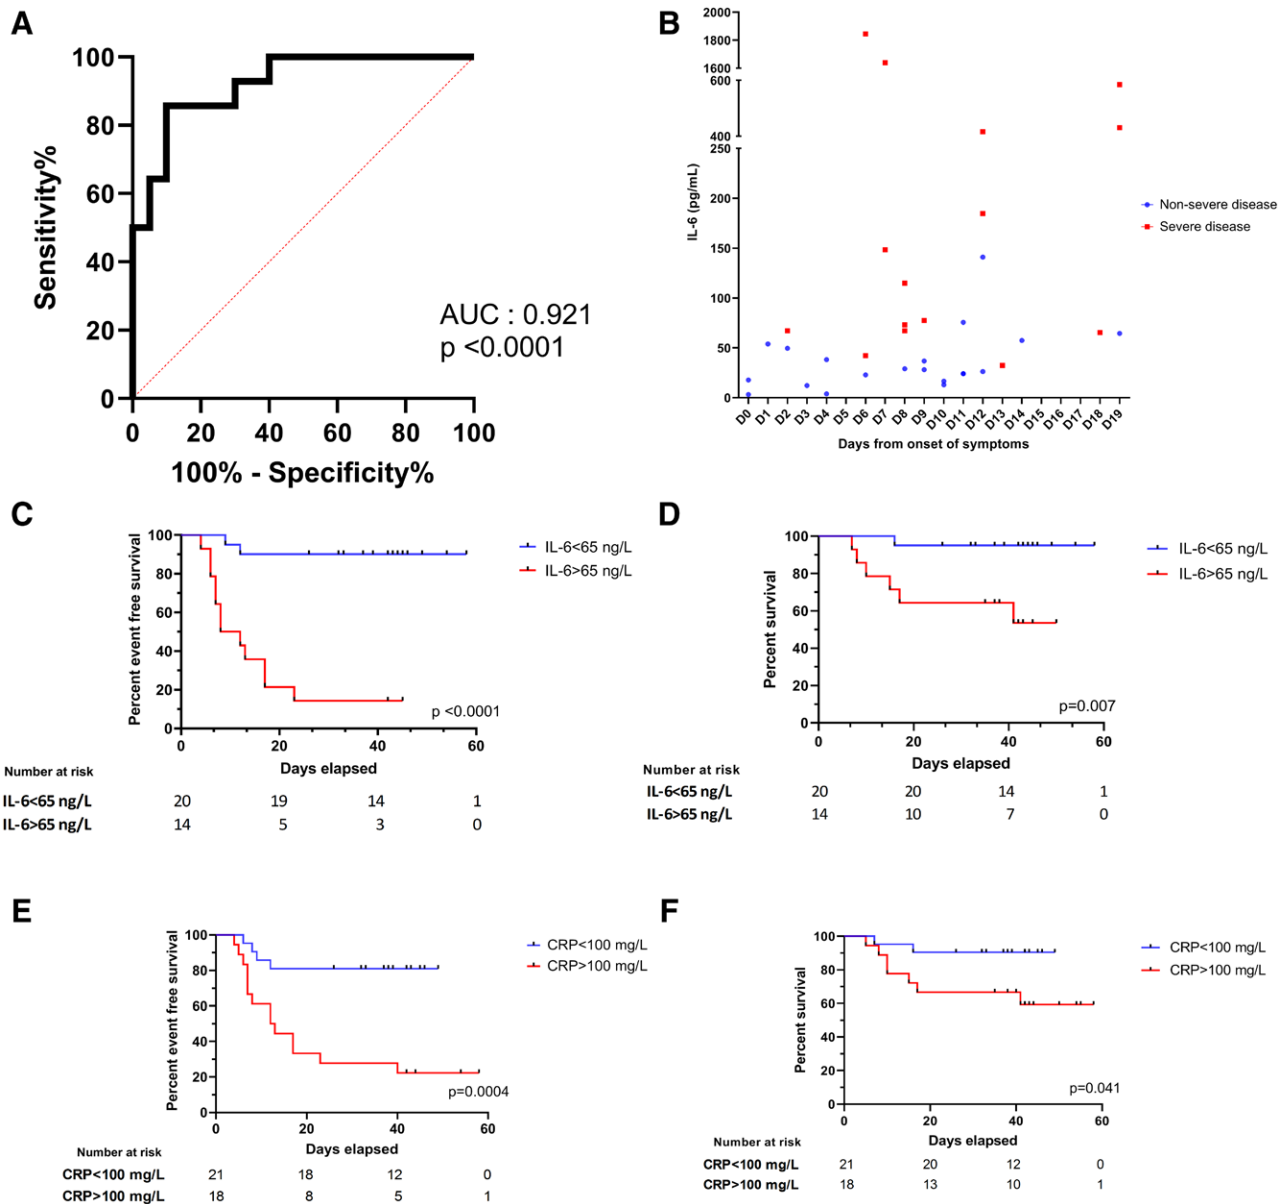 A
100
80
60
40
20
0
Sensitivity%
0 20 40 60 80 100
100% - Specificity%
AUC : 0.921
p <0.0001
B
2000
1800
1600
600
400
250
200
150
100
50
0
IL-6 (pg/mL)
D0 D1 D2 D3 D4 D5 D6 D7 D8 D9 D10 D11 D12 D13 D14 D15 D16 D17 D18 D19
Days from onset of symptoms
Non-severe disease
Severe disease
C
100
80
60
40
20
0
Percent event free survival
IL-6<65 ng/L
IL-6>65 ng/L
p <0.0001
0 20 40 60
Days elapsed
Number at risk
IL-6<65 ng/L 20 19 14 1
IL-6>65 ng/L 14 5 3 0
D
100
80
60
40
20
0
Percent survival
IL-6<65 ng/L
IL-6>65 ng/L
p=0.007
0 20 40 60
Days elapsed
Number at risk
IL-6<65 ng/L 20 20 14 1
IL-6>65 ng/L 14 10 7 0
E
100
80
60
40
20
0
Percent event free survival
CRP<100 mg/L
CRP>100 mg/L
p=0.0004
0 20 40 60
Days elapsed
Number at risk
CRP<100 mg/L 21 18 12 0
CRP>100 mg/L 18 8 5 1
F
100
80
60
40
20
0
Percent survival
CRP<100 mg/L
CRP>100 mg/L
p=0.041
0 20 40 60
Days elapsed
Number at risk
CRP<100 mg/L 21 20 12 0
CRP>100 mg/L 18 13 10 1